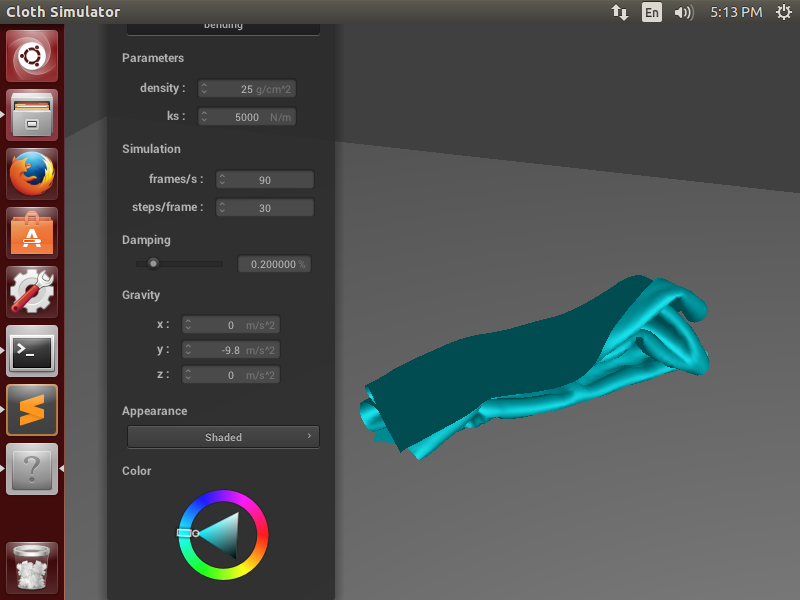 Cloth Simulator
En
5:13 PM
bending
Parameters
density : 25 g/cm^2
ks : 5000 N/m
Simulation
frames/s : 90
steps/frame : 30
Damping
0.200000 %
Gravity
x : 0 m/s^2
y : -9.8 m/s^2
z : 0 m/s^2
Appearance
Shaded
Color